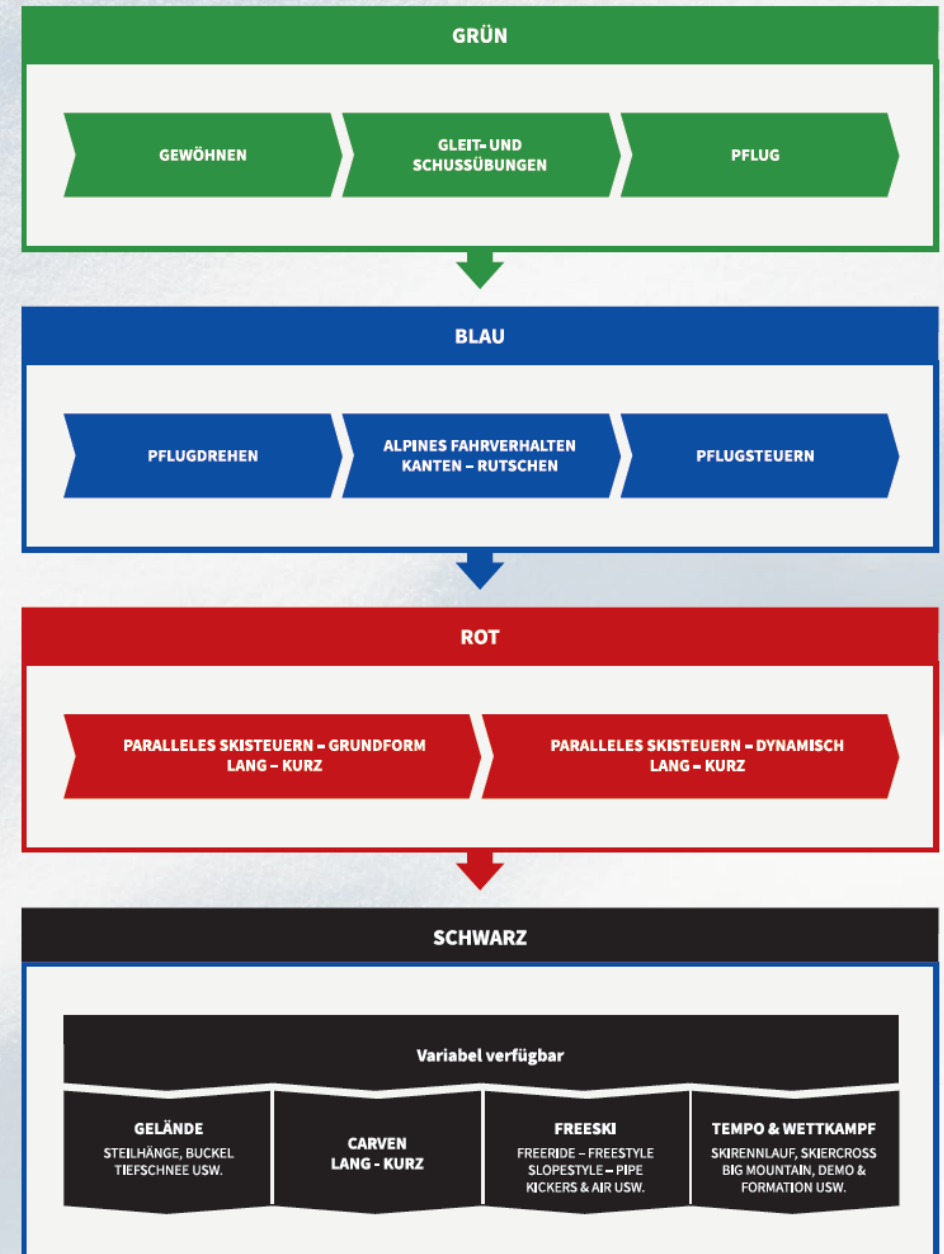 GRÜN
GEWÖHNEN
GLEIT- UND
SCHUSSÜBUNGEN
PFLUG
BLAU
PFLUGDREHEN
ALPINES FAHRVERHALTEN
KANTEN – RUTSCHEN
PFLUGSTEUERN
ROT
PARALLELES SKISTEUERN – GRUNDFORM
LANG – KURZ
PARALLELES SKISTEUERN – DYNAMISCH
LANG – KURZ
SCHWARZ
Variabel verfügbar
GELÄNDE
STEILHÄNGE, BUCKEL
TIEFSCHNEE USW.
CARVEN
LANG - KURZ
FREESKI
FREERIDE – FREESTYLE
SLOPESTYLE – PIPE
KICKERS & AIR USW.
TEMPO & WETTKAMPF
SKIRENNLAUF, SKIERCROSS
BIG MOUNTAIN, DEMO &
FORMATION USW.